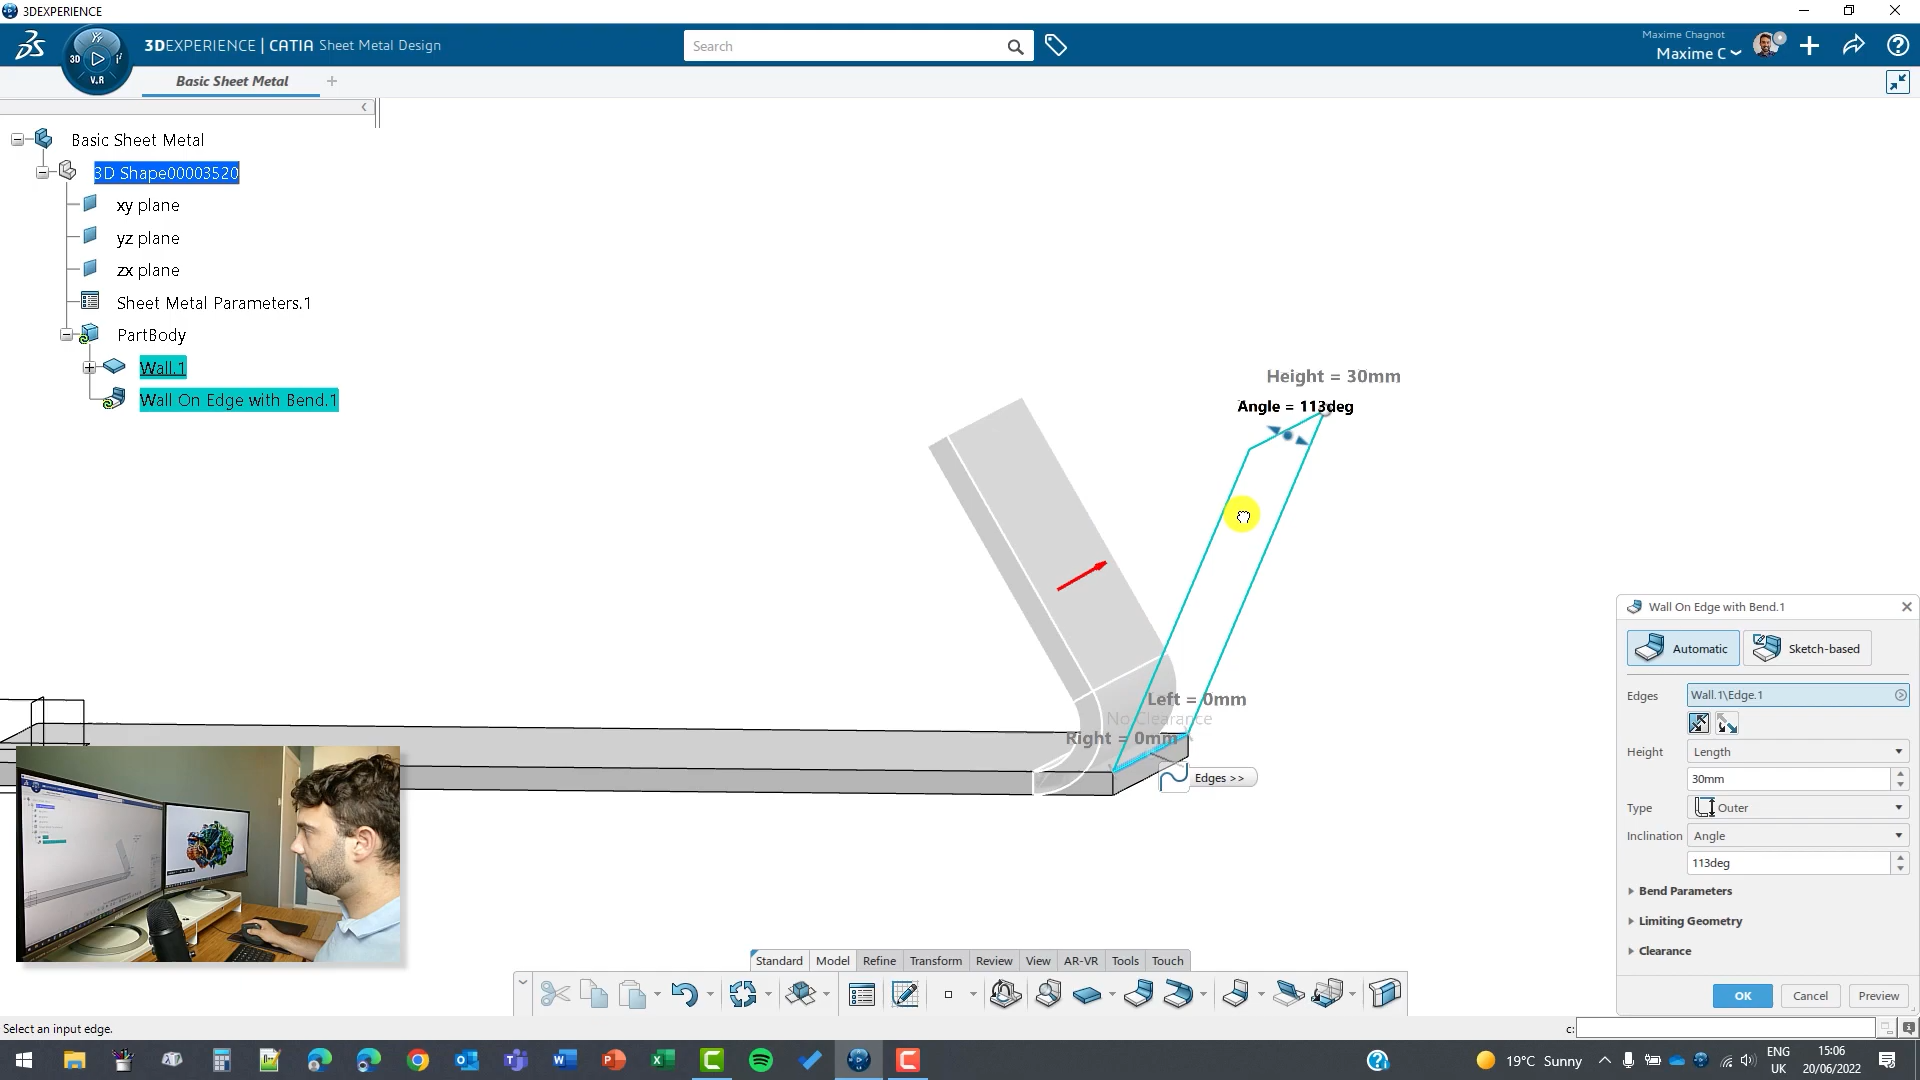 3DEXPERIENCE
3DEXPERIENCE | CATIA Sheet Metal Design
Search
Maxime Chagnot
Maxime C
3D
V.R
Basic Sheet Metal
Basic Sheet Metal
3D Shape00003520
xy plane
yz plane
zx plane
Sheet Metal Parameters.1
PartBody
Wall.1
Wall On Edge with Bend.1
Height = 30mm
Angle = 113deg
Left = 0mm
No Clearance
Right = 0mm
Edges >>
Wall On Edge with Bend.1
Automatic
Sketch-based
Edges
Wall.1\Edge.1
Height
Length
30mm
Type
Outer
Inclination
Angle
113deg
Bend Parameters
Limiting Geometry
Clearance
OK
Cancel
Preview
Standard
Model
Refine
Transform
Review
View
AR-VR
Tools
Touch
Select an input edge.
c:
19°C Sunny
ENG
UK
15:06
20/06/2022